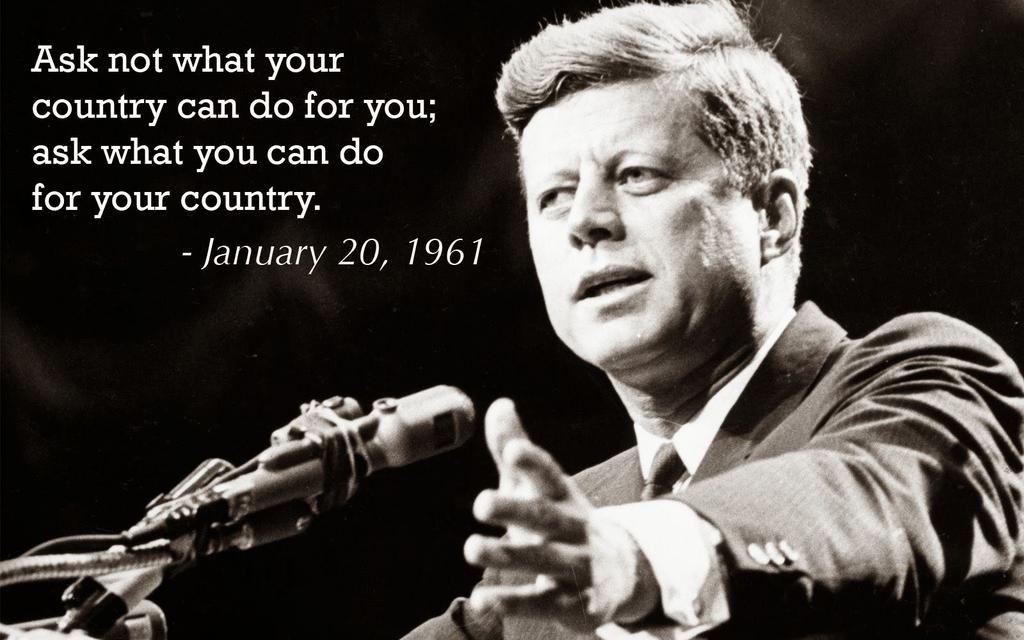 Ask not what your
country can do for you;
ask what you can do
for your country.
- January 20, 1961